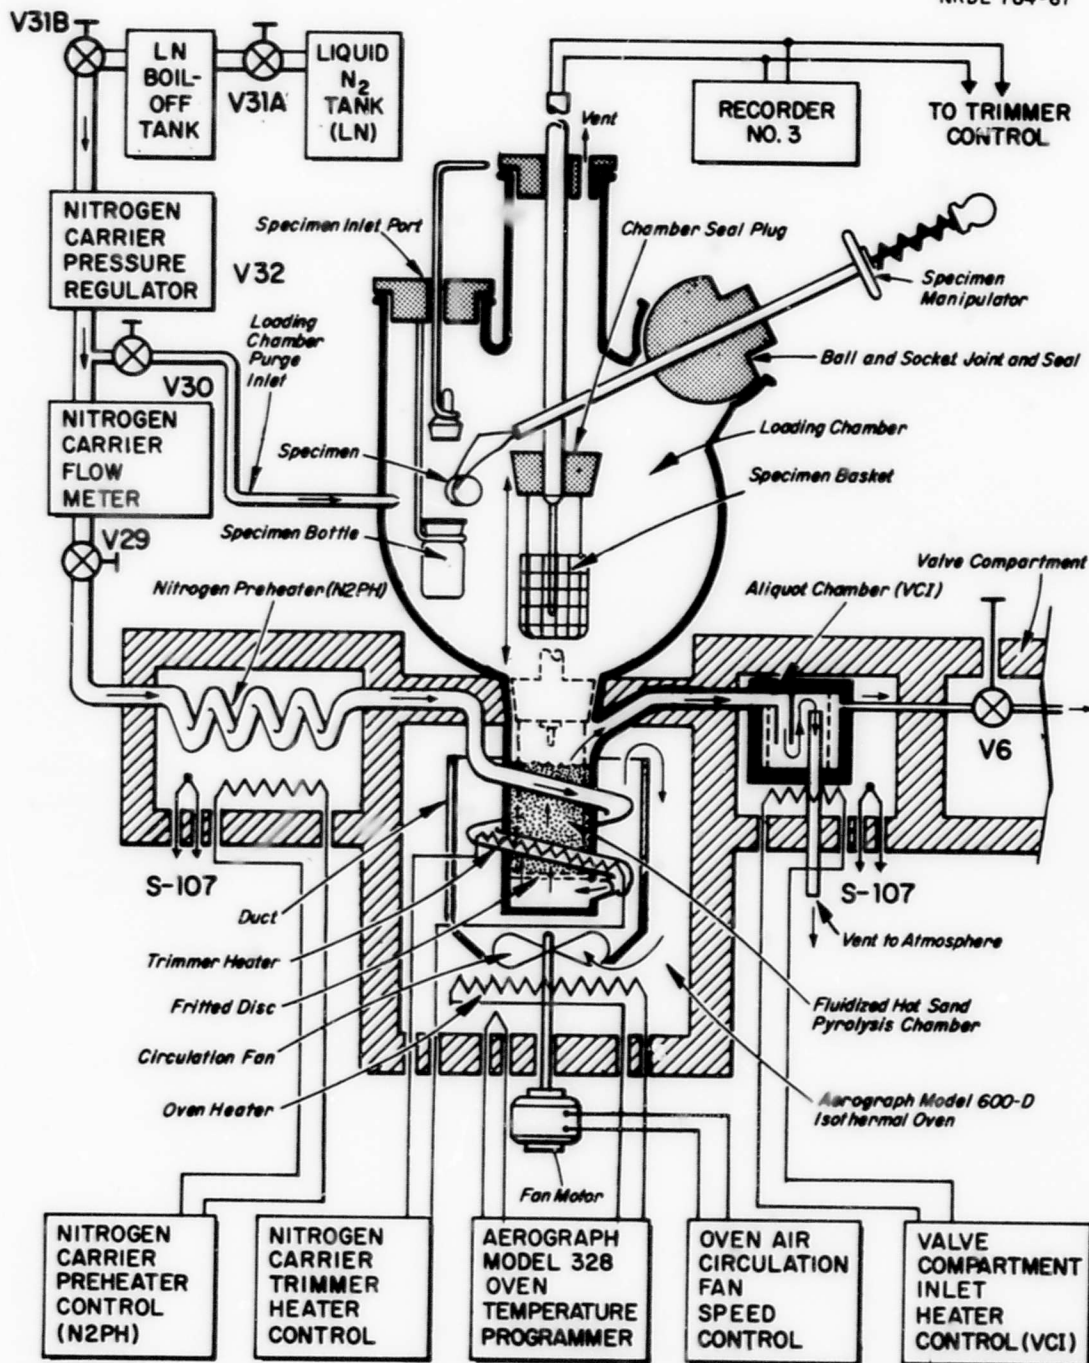 V31B
LN
BOIL-
OFF
TANK
V31A
LIQUID
N2
TANK
(LN)
Vent
RECORDER
NO. 3
TO TRIMMER
CONTROL
NITROGEN
CARRIER
PRESSURE
REGULATOR
V32
Specimen Inlet Port
Chamber Seal Plug
Specimen
Manipulator
Loading
Chamber
Purge
Inlet
V30
Ball and Socket Joint and Seal
NITROGEN
CARRIER
FLOW
METER
Specimen
Loading Chamber
Specimen Basket
V29
Specimen Bottle
Valve Compartment
Nitrogen Preheater (N2PH)
Aliquot Chamber (VCI)
V6
S-107
S-107
Duct
Vent to Atmosphere
Trimmer Heater
Fritted Disc
Fluidized Hot Sand
Pyrolysis Chamber
Circulation Fan
Oven Heater
Aerograph Model 600-D
Isothermal Oven
Fan Motor
NITROGEN
CARRIER
PREHEATER
CONTROL
(N2PH)
NITROGEN
CARRIER
TRIMMER
HEATER
CONTROL
AEROGRAPH
MODEL 328
OVEN
TEMPERATURE
PROGRAMMER
OVEN AIR
CIRCULATION
FAN
SPEED
CONTROL
VALVE
COMPARTMENT
INLET
HEATER
CONTROL (VCI)